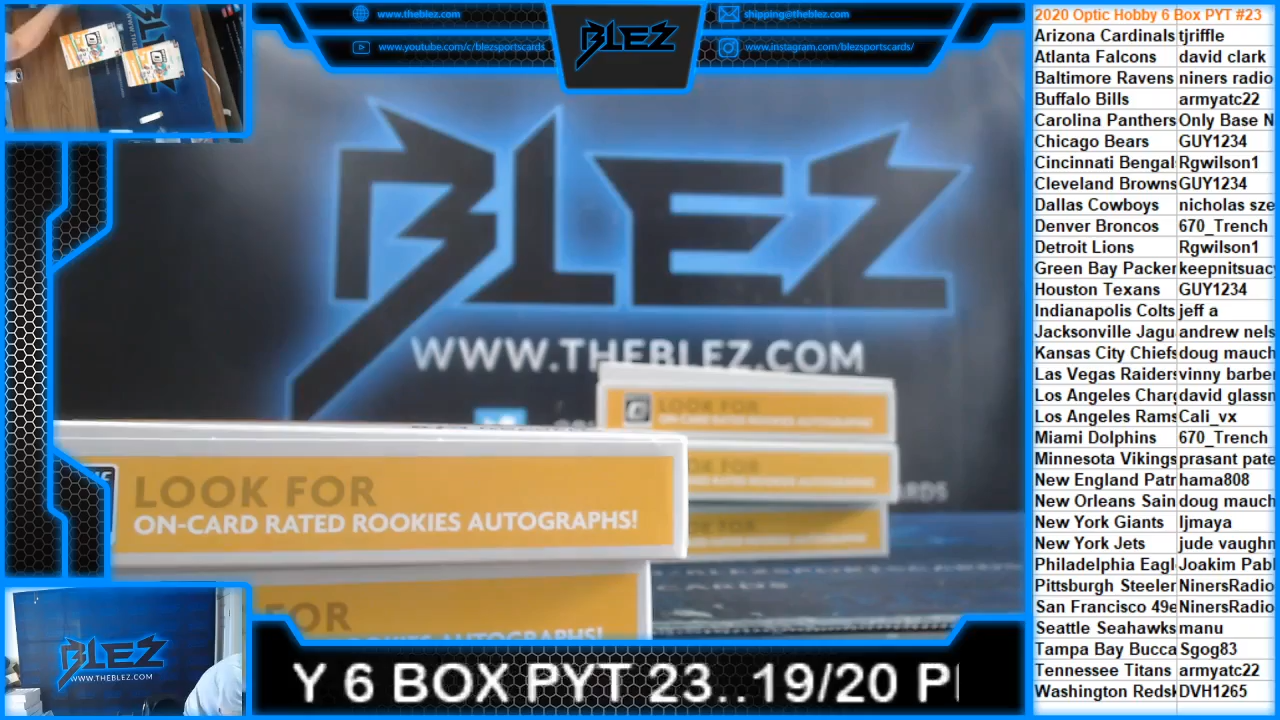 www.theblez.com
shipping@theblez.com
www.youtube.com/c/blezsportscards
www.instagram.com/blezsportscards/
BLEZ
BLEZ
WWW.THEBLEZ.COM
LOOK FOR
ON-CARD RATED ROOKIES AUTOGRAPHS!
LOOK FOR
ON-CARD RATED ROOKIES AUTOGRAPHS!
FOR
ARDS
CARDS
BLEZ
WWW.THEBLEZ.COM
Y 6 BOX PYT 23..19/20 P
2020 Optic Hobby 6 Box PYT #23
Arizona Cardinals tjriffle
Atlanta Falcons david clark
Baltimore Ravens niners radio
Buffalo Bills armyatc22
Carolina Panthers Only Base N
Chicago Bears GUY1234
Cincinnati Bengal Rgwilson1
Cleveland Browns GUY1234
Dallas Cowboys nicholas sze
Denver Broncos 670_Trench
Detroit Lions Rgwilson1
Green Bay Packer keepnitsuacv
Houston Texans GUY1234
Indianapolis Colts jeff a
Jacksonville Jagu andrew nels
Kansas City Chiefs doug mauch
Las Vegas Raiders vinny barber
Los Angeles Charg david glassn
Los Angeles Rams Cali_vx
Miami Dolphins 670_Trench
Minnesota Vikings prasant pate
New England Patr hama808
New Orleans Sain doug mauch
New York Giants ljmaya
New York Jets jude vaughn
Philadelphia Eagl Joakim Pabl
Pittsburgh Steeler NinersRadio
San Francisco 49e NinersRadio
Seattle Seahawks manu
Tampa Bay Bucca Sgog83
Tennessee Titans armyatc22
Washington Redsk DVH1265